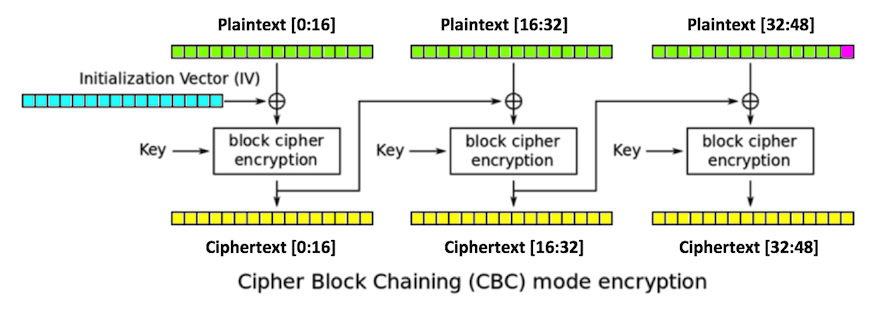 Plaintext [0:16]
Plaintext [16:32]
Plaintext [32:48]
Initialization Vector (IV)
Key
block cipher
encryption
Key
block cipher
encryption
Key
block cipher
encryption
Ciphertext [0:16]
Ciphertext [16:32]
Ciphertext [32:48]
Cipher Block Chaining (CBC) mode encryption